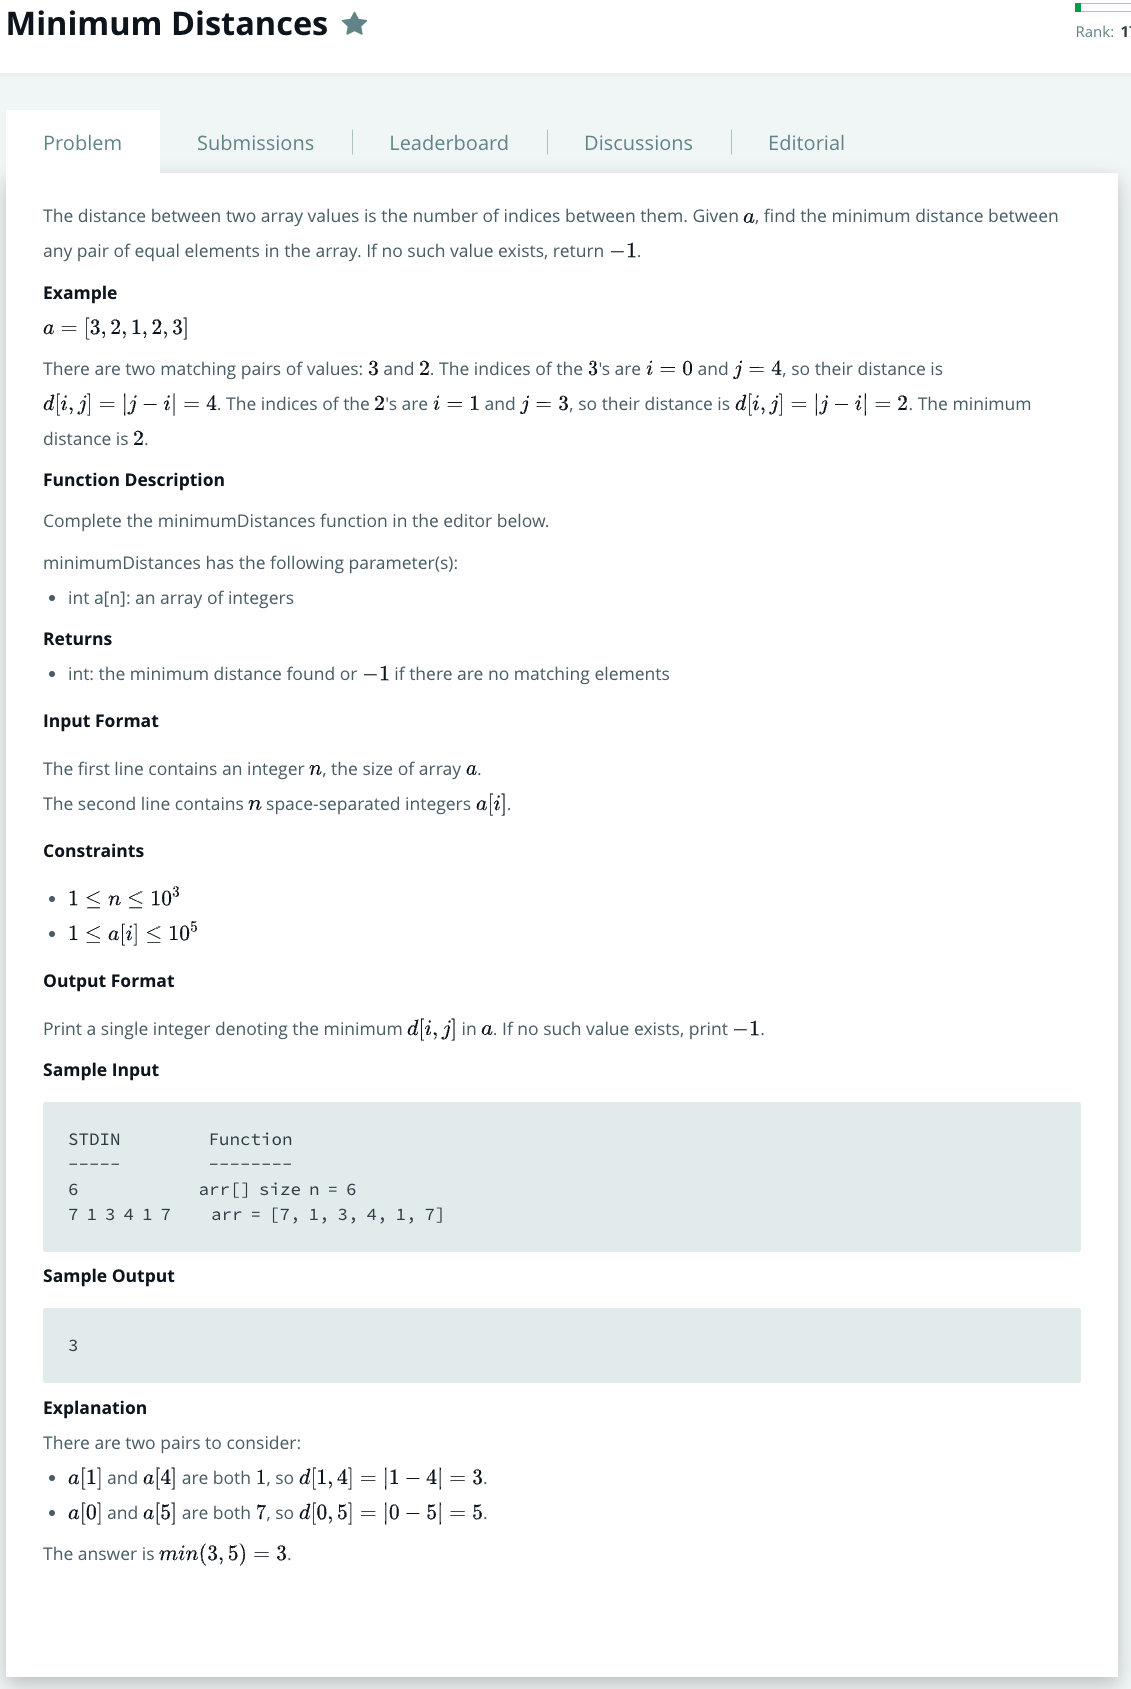 Minimum Distances
Rank: 1
Problem
Submissions
Leaderboard
Discussions
Editorial
The distance between two array values is the number of indices between them. Given a, find the minimum distance between
any pair of equal elements in the array. If no such value exists, return −1.
Example
a = [3, 2, 1, 2, 3]
There are two matching pairs of values: 3 and 2. The indices of the 3's are i = 0 and j = 4, so their distance is
d[i, j] = |j − i| = 4. The indices of the 2's are i = 1 and j = 3, so their distance is d[i, j] = |j − i| = 2. The minimum
distance is 2.
Function Description
Complete the minimumDistances function in the editor below.
minimumDistances has the following parameter(s):
• int a[n]: an array of integers
Returns
• int: the minimum distance found or −1 if there are no matching elements
Input Format
The first line contains an integer n, the size of array a.
The second line contains n space-separated integers a[i].
Constraints
• 1 ≤ n ≤ 10³
• 1 ≤ a[i] ≤ 10⁵
Output Format
Print a single integer denoting the minimum d[i, j] in a. If no such value exists, print −1.
Sample Input
STDIN Function
----- --------
6 arr[] size n = 6
7 1 3 4 1 7 arr = [7, 1, 3, 4, 1, 7]
Sample Output
3
Explanation
There are two pairs to consider:
• a[1] and a[4] are both 1, so d[1, 4] = |1 − 4| = 3.
• a[0] and a[5] are both 7, so d[0, 5] = |0 − 5| = 5.
The answer is min(3, 5) = 3.